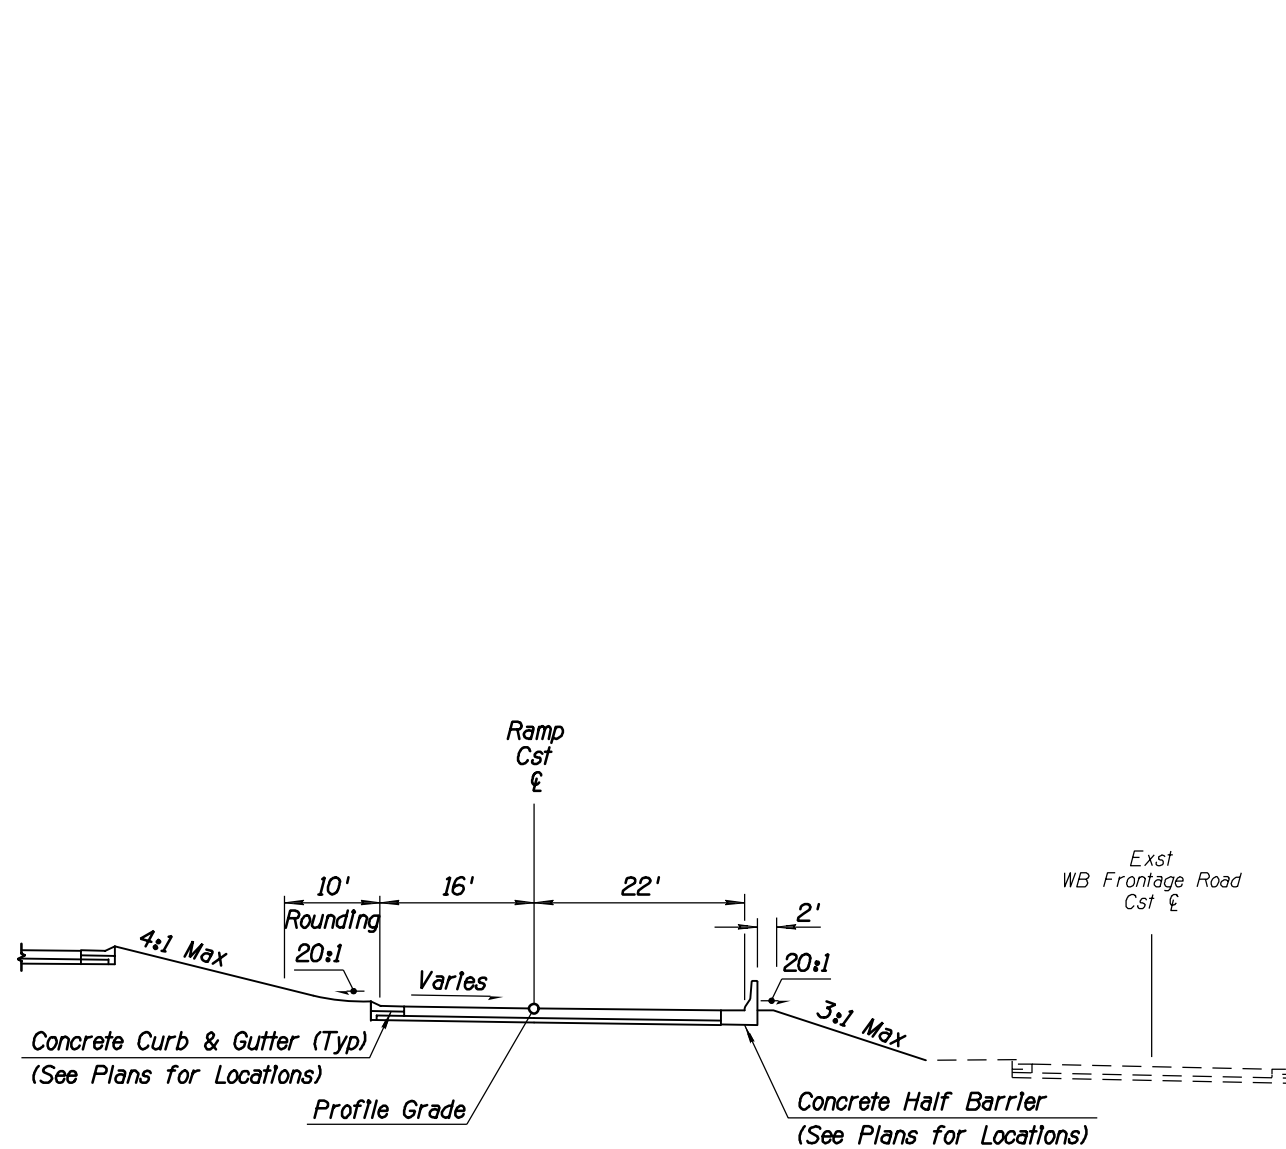 Ramp
Cst
℄
Exst
WB Frontage Road
Cst ℄
10'
16'
22'
2'
Rounding
20:1
4:1 Max
Varies
20:1
3:1 Max
Concrete Curb & Gutter (Typ)
(See Plans for Locations)
Profile Grade
Concrete Half Barrier
(See Plans for Locations)